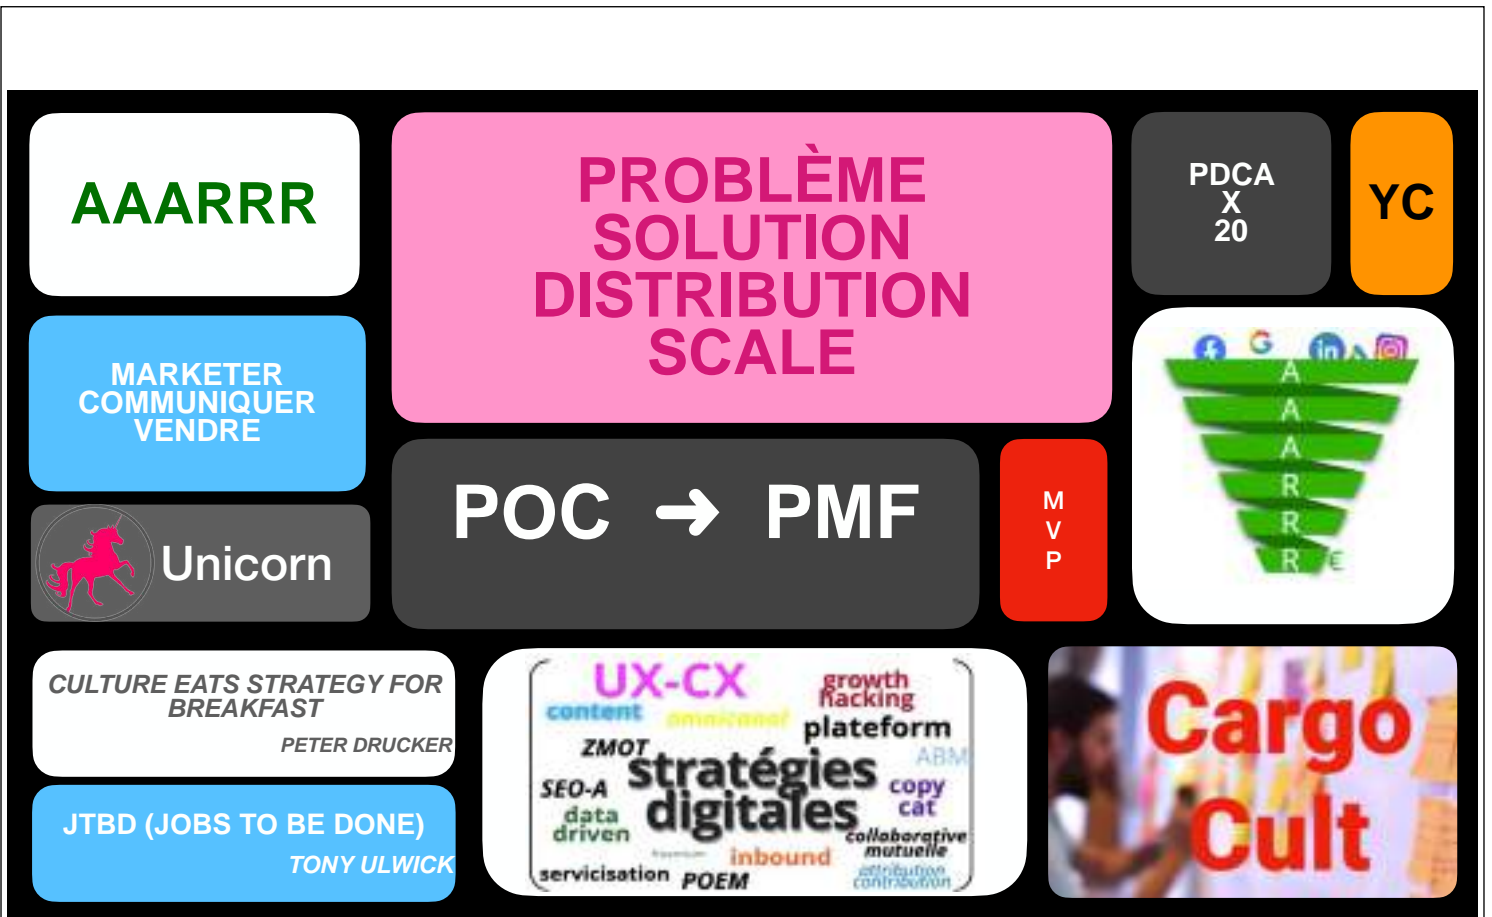 AAARRR
PROBLÈME
SOLUTION
DISTRIBUTION
SCALE
PDCA
X
20
YC
MARKETER
COMMUNIQUER
VENDRE
A
A
A
R
R
R €
POC ➜ PMF
M
V
P
Unicorn
CULTURE EATS STRATEGY FOR
BREAKFAST
PETER DRUCKER
JTBD (JOBS TO BE DONE)
TONY ULWICK
UX-CX
growth
hacking
content
plateform
ZMOT
ABM
stratégies
digitales
SEO-A
copy
cat
data
driven
collaborative
mutuelle
inbound
attribution
contribution
servicisation
POEM
Cargo
Cult